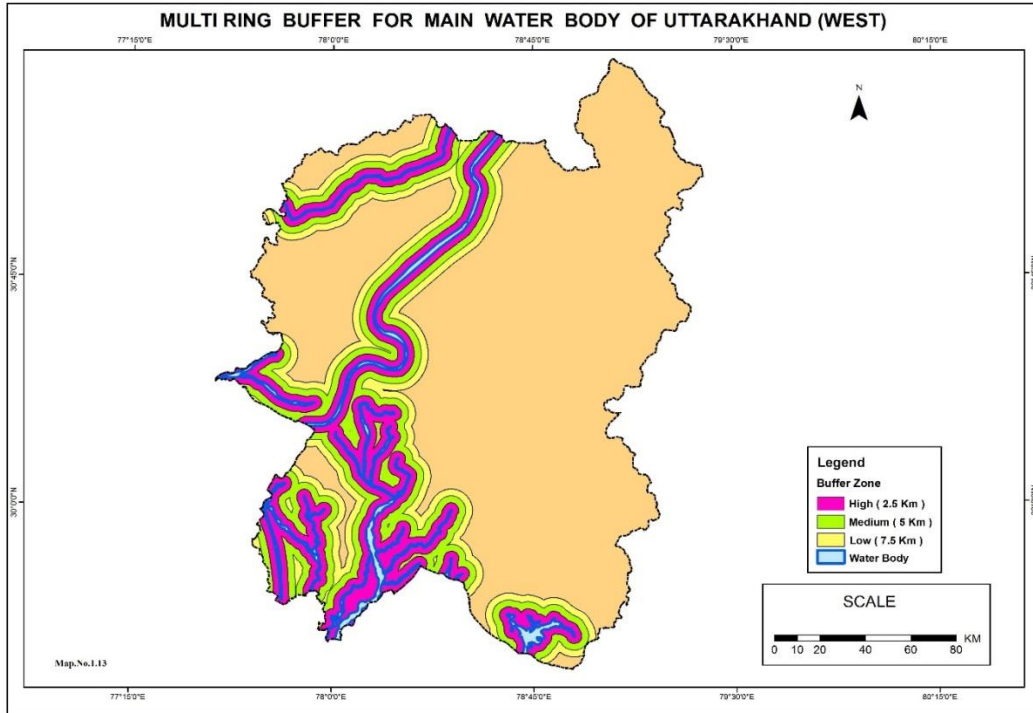 MULTI RING BUFFER FOR MAIN WATER BODY OF UTTARAKHAND (WEST)
77°15'0"E 78°0'0"E 78°45'0"E 79°30'0"E 80°15'0"E
N
30°45'0"N
30°0'0"N
Legend
Buffer Zone
High ( 2.5 Km )
Medium ( 5 Km )
Low ( 7.5 Km )
Water Body
SCALE
KM
0 10 20 40 60 80
Map.No.1.13
77°15'0"E 78°0'0"E 78°45'0"E 79°30'0"E 80°15'0"E